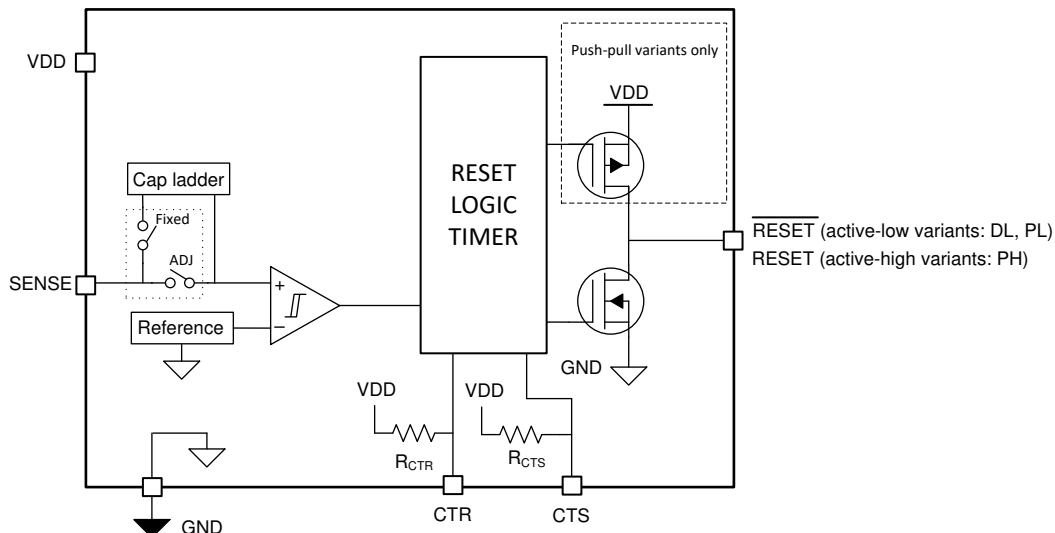 Push-pull variants only
VDD
VDD
RESET
LOGIC
TIMER
Cap ladder
Fixed
ADJ
SENSE
+
−
Reference
RESET (active-low variants: DL, PL)
RESET (active-high variants: PH)
GND
VDD
VDD
RCTR
RCTS
GND
CTR
CTS